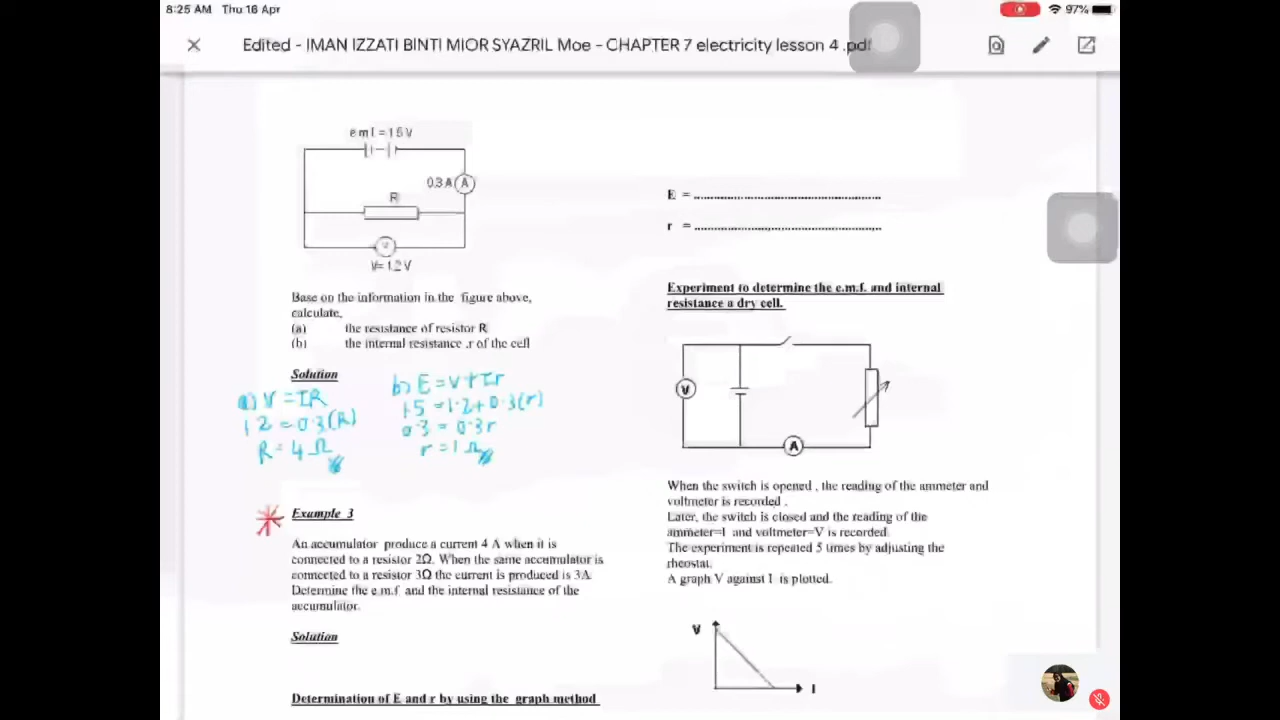 8:25 AM Thu 16 Apr
97%
Edited - IMAN IZZATI BINTI MIOR SYAZRIL Moe - CHAPTER 7 electricity lesson 4 .pdf
e.m.f = 1.5 V
0.3 A A
R
V
V= 1.2 V
Base on the information in the figure above,
calculate,
(a) the resistance of resistor R
(b) the internal resistance ,r of the cell
Solution
a) V = IR
1.2 = 0.3(R)
R = 4 Ω
b) E = V + Ir
1.5 = 1.2 + 0.3(r)
0.3 = 0.3r
r = 1 Ω
Example 3
An accumulator produce a current 4 A when it is
connected to a resistor 2Ω. When the same accumulator is
connected to a resistor 3Ω the current is produced is 3A.
Determine the e.m.f and the internal resistance of the
accumulator.
Solution
Determination of E and r by using the graph method
E = ....................................................
r = ....................................................
Experiment to determine the e.m.f. and internal
resistance a dry cell.
V
A
When the switch is opened , the reading of the ammeter and
voltmeter is recorded .
Later, the switch is closed and the reading of the
ammeter=I and voltmeter=V is recorded.
The experiment is repeated 5 times by adjusting the
rheostat.
A graph V against I is plotted.
V
I